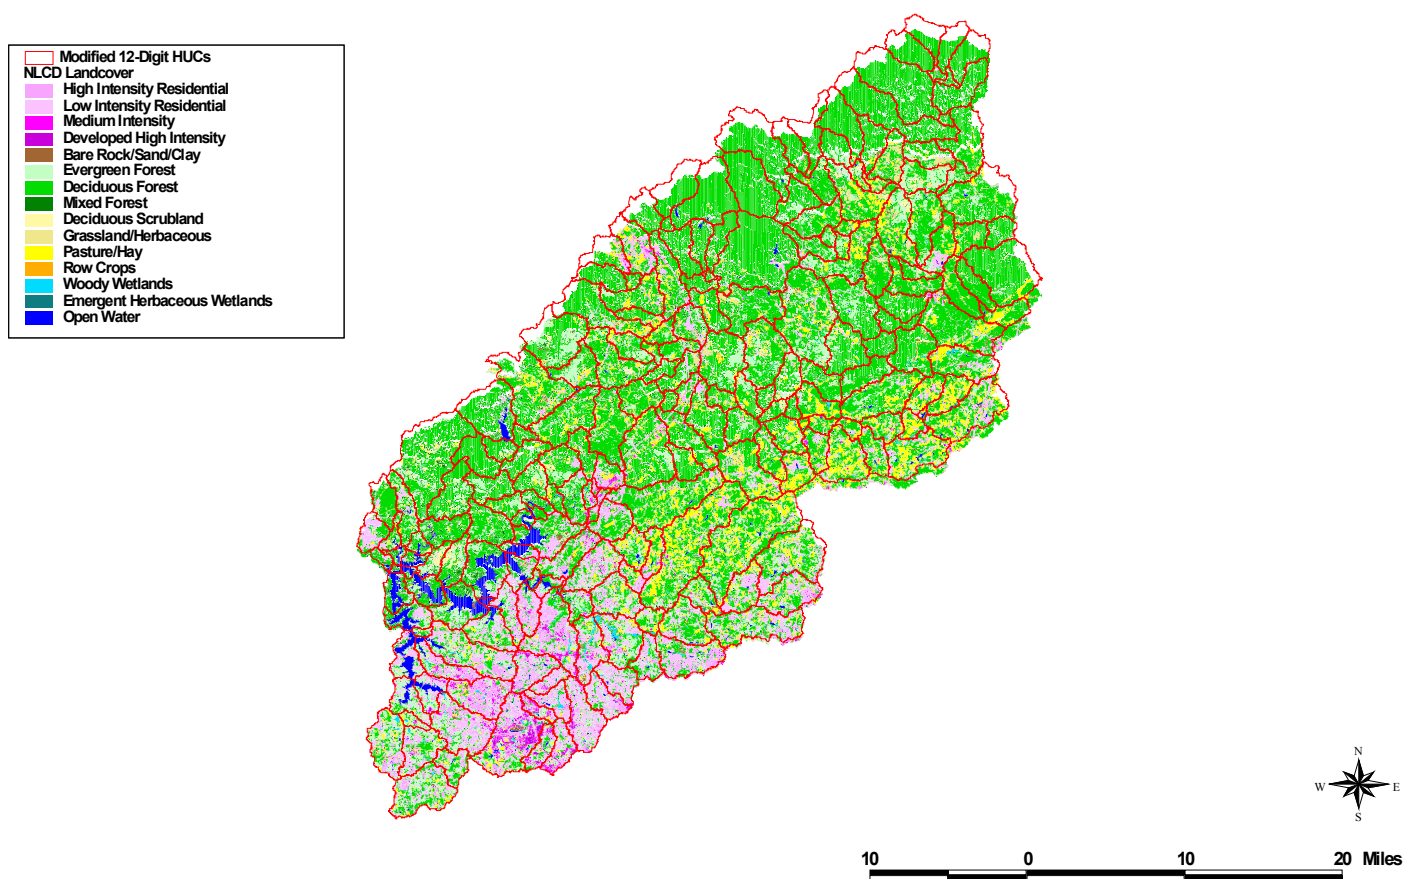 Modified 12-Digit HUCs
NLCD Landcover
High Intensity Residential
Low Intensity Residential
Medium Intensity
Developed High Intensity
Bare Rock/Sand/Clay
Evergreen Forest
Deciduous Forest
Mixed Forest
Deciduous Scrubland
Grassland/Herbaceous
Pasture/Hay
Row Crops
Woody Wetlands
Emergent Herbaceous Wetlands
Open Water
N
W E
S
10 0 10 20 Miles